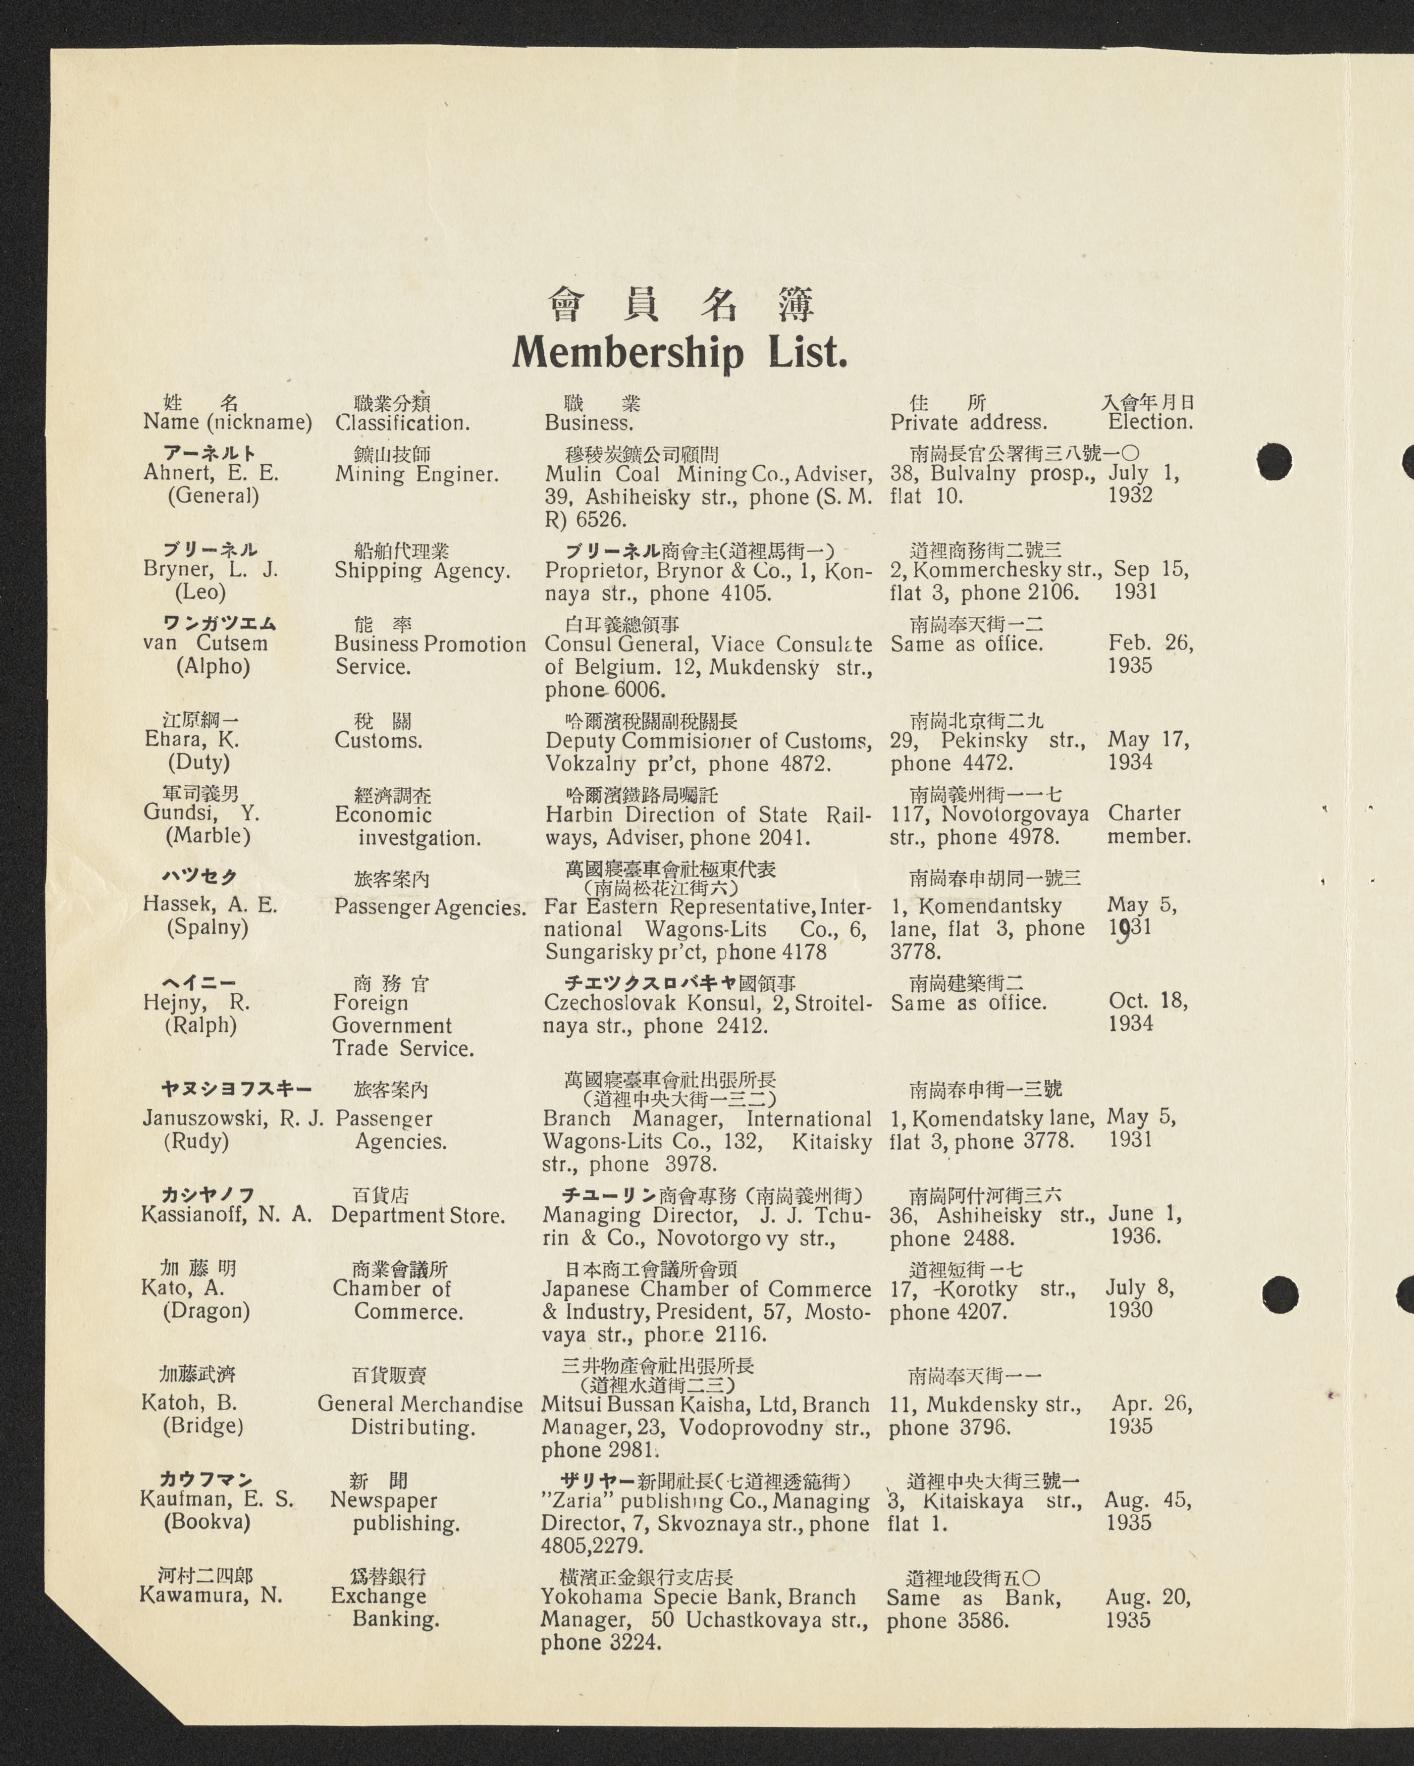 會員名簿
Membership List.
姓名 職業分類 職業 住所 入會年月日
Name (nickname) Classification. Business. Private address. Election.
アーネルト 鑛山技師 穆稜炭鑛公司顧問 南崗長官公署街三八號一〇
Ahnert, E. E. Mining Enginer. Mulin Coal Mining Co., Adviser, 38, Bulvalny prosp., July 1,
(General) 39, Ashiheisky str., phone (S. M. flat 10. 1932
R) 6526.
ブリーネル 船舶代理業 ブリーネル商會主(道裡馬街一) 道裡商務街二號三
Bryner, L. J. Shipping Agency. Proprietor, Brynor & Co., 1, Kon- 2, Kommerchesky str., Sep 15,
(Leo) naya str., phone 4105. flat 3, phone 2106. 1931
ワンガツエム 能率 白耳義總領事 南崗奉天街一二
van Cutsem Business Promotion Consul General, Viace Consulate Same as office. Feb. 26,
(Alpho) Service. of Belgium. 12, Mukdensky str., 1935
phone 6006.
江原綱一 稅關 哈爾濱稅關副稅關長 南崗北京街二九
Ehara, K. Customs. Deputy Commisioner of Customs, 29, Pekinsky str., May 17,
(Duty) Vokzalny pr'ct, phone 4872. phone 4472. 1934
軍司義男 經濟調査 哈爾濱鐵路局囑託 南崗義州街一一七
Gundsi, Y. Economic Harbin Direction of State Rail- 117, Novotorgovaya Charter
(Marble) investgation. ways, Adviser, phone 2041. str., phone 4978. member.
ハツセク 旅客案內 萬國寢臺車會社極東代表 南崗春申胡同一號三
(南崗松花江街六)
Hassek, A. E. Passenger Agencies. Far Eastern Representative, Inter- 1, Komendantsky May 5,
(Spalny) national Wagons-Lits Co., 6, lane, flat 3, phone 1931
Sungarisky pr'ct, phone 4178 3778.
ヘイニー 商務官 チエツクスロバキヤ國領事 南崗建築街二
Hejny, R. Foreign Czechoslovak Konsul, 2, Stroitel- Same as office. Oct. 18,
(Ralph) Government naya str., phone 2412. 1934
Trade Service.
ヤヌシヨフスキー 旅客案內 萬國寢臺車會社出張所長 南崗春申街一三號
(道裡中央大街一三二)
Januszowski, R. J. Passenger Branch Manager, International 1, Komendatsky lane, May 5,
(Rudy) Agencies. Wagons-Lits Co., 132, Kitaisky flat 3, phone 3778. 1931
str., phone 3978.
カシヤノフ 百貨店 チユーリン商會專務(南崗義州街) 南崗阿什河街三六
Kassianoff, N. A. Department Store. Managing Director, J. J. Tchu- 36, Ashiheisky str., June 1,
rin & Co., Novotorgovy str., phone 2488. 1936.
加藤明 商業會議所 日本商工會議所會頭 道裡短街一七
Kato, A. Chamber of Japanese Chamber of Commerce 17, -Korotky str., July 8,
(Dragon) Commerce. & Industry, President, 57, Mosto- phone 4207. 1930
vaya str., phone 2116.
加藤武濟 百貨販賣 三井物產會社出張所長 南崗奉天街一一
(道裡水道街二三)
Katoh, B. General Merchandise Mitsui Bussan Kaisha, Ltd, Branch 11, Mukdensky str., Apr. 26,
(Bridge) Distributing. Manager, 23, Vodoprovodny str., phone 3796. 1935
phone 2981.
カウフマン 新聞 ザリヤー新聞社長(七道裡透籠街) 道裡中央大街三號一
Kaufman, E. S. Newspaper "Zaria" publishing Co., Managing 3, Kitaiskaya str., Aug. 45,
(Bookva) publishing. Director, 7, Skvoznaya str., phone flat 1. 1935
4805,2279.
河村二四郎 爲替銀行 橫濱正金銀行支店長 道裡地段街五〇
Kawamura, N. Exchange Yokohama Specie Bank, Branch Same as Bank, Aug. 20,
Banking. Manager, 50 Uchastkovaya str., phone 3586. 1935
phone 3224.